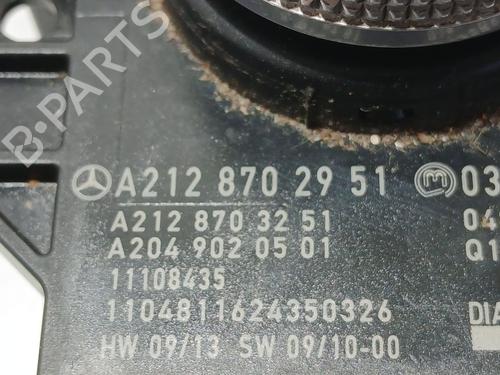 B-PARTS
A212 870 29 51 03
A212 870 32 51 04
A204 902 05 01 Q1
11108435
1104811624350326
DIA
HW 09/13 SW 09/10-00